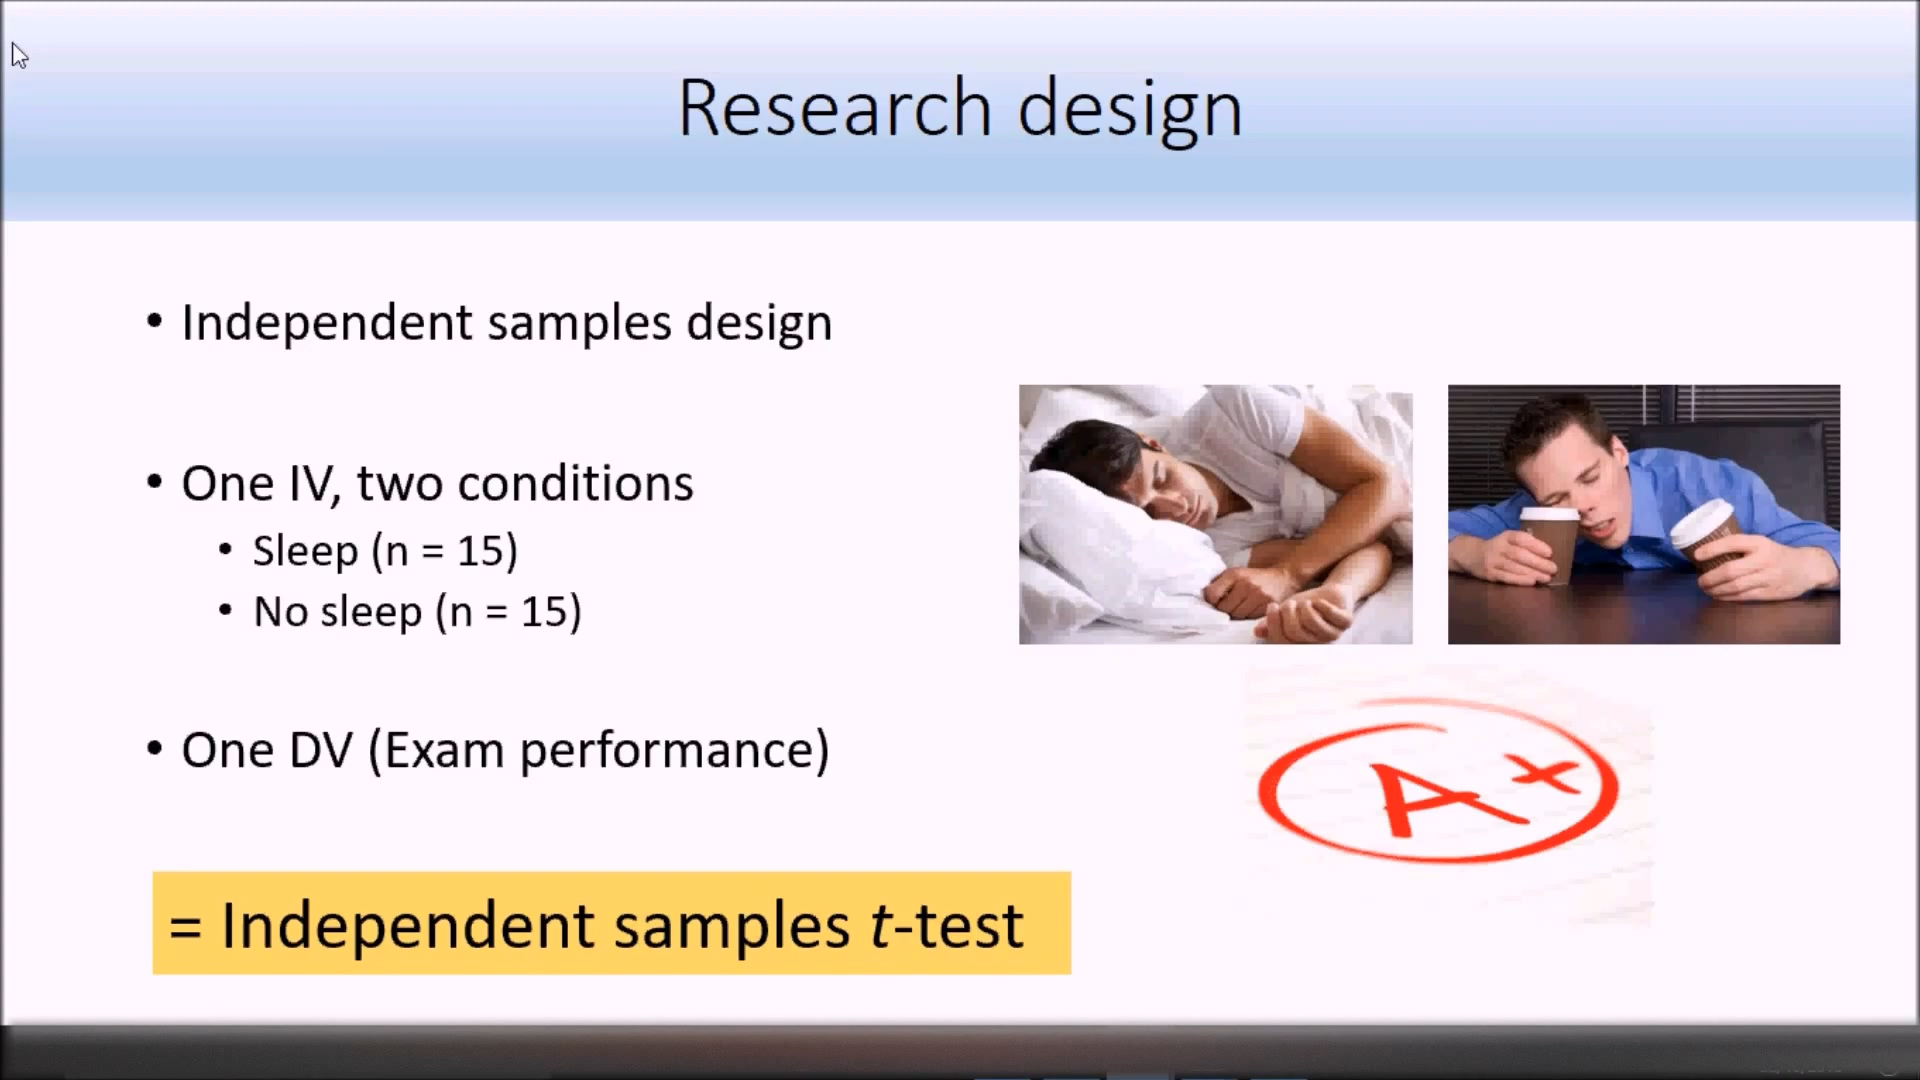 Research design
• Independent samples design
• One IV, two conditions
• Sleep (n = 15)
• No sleep (n = 15)
• One DV (Exam performance)
A+
= Independent samples t-test